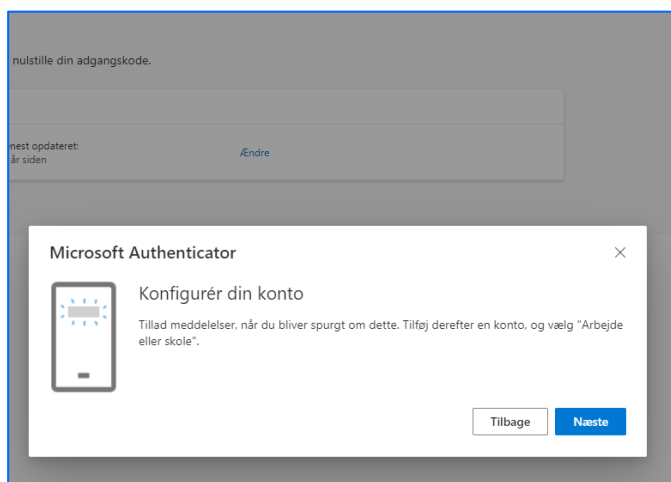 nulstille din adgangskode.
nest opdateret:
år siden
Ændre
Microsoft Authenticator
Konfigurér din konto
Tillad meddelelser, når du bliver spurgt om dette. Tilføj derefter en konto, og vælg "Arbejde
eller skole".
Tilbage
Næste